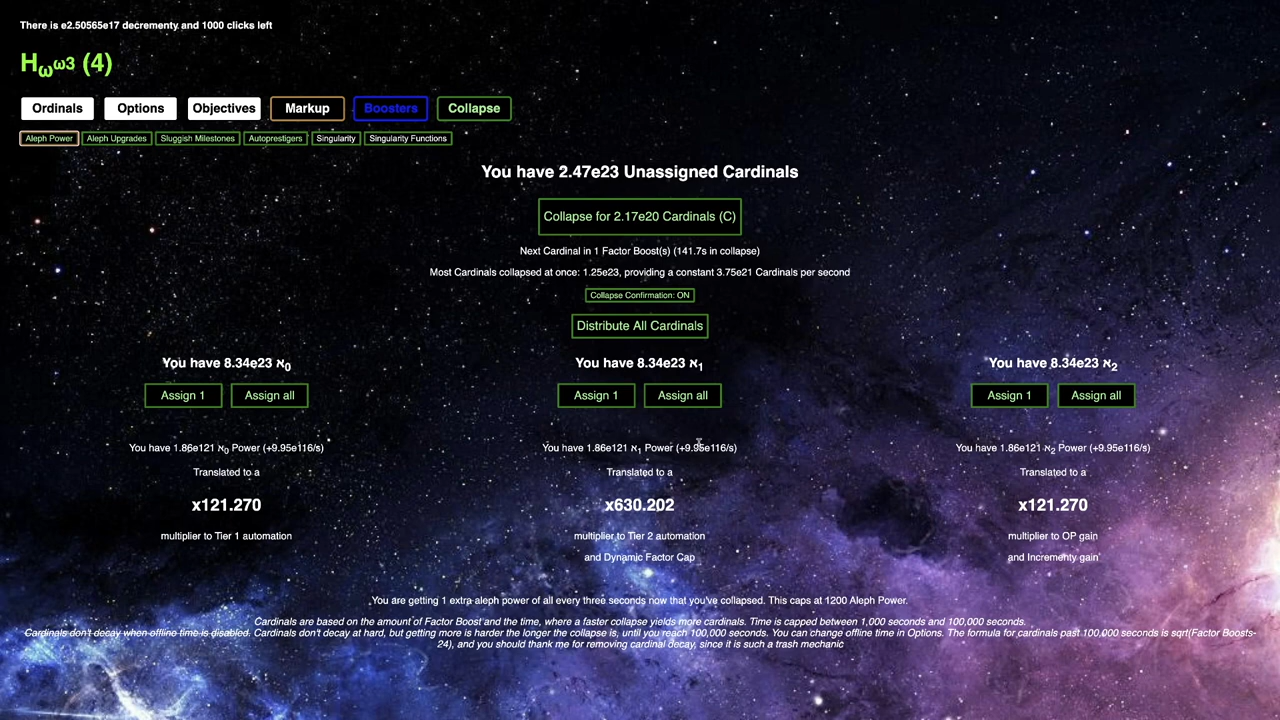 There is e2.50565e17 decrementy and 1000 clicks left
Hωω3 (4)
Ordinals Options Objectives Markup Boosters Collapse
Aleph Power Aleph Upgrades Sluggish Milestones Autoprestigers Singularity Singularity Functions
You have 2.47e23 Unassigned Cardinals
Collapse for 2.17e20 Cardinals (C)
Next Cardinal in 1 Factor Boost(s) (141.7s in collapse)
Most Cardinals collapsed at once: 1.25e23, providing a constant 3.75e21 Cardinals per second
Collapse Confirmation: ON
Distribute All Cardinals
You have 8.34e23 ℵ0 You have 8.34e23 ℵ1 You have 8.34e23 ℵ2
Assign 1 Assign all Assign 1 Assign all Assign 1 Assign all
You have 1.86e121 ℵ0 Power (+9.95e116/s) You have 1.86e121 ℵ1 Power (+9.95e116/s) You have 1.86e121 ℵ2 Power (+9.95e116/s)
Translated to a Translated to a Translated to a
x121.270 x630.202 x121.270
multiplier to Tier 1 automation multiplier to Tier 2 automation multiplier to OP gain
and Dynamic Factor Cap and Incrementy gain
You are getting 1 extra aleph power of all every three seconds now that you've collapsed. This caps at 1200 Aleph Power.
Cardinals are based on the amount of Factor Boost and the time, where a faster collapse yields more cardinals. Time is capped between 1,000 seconds and 100,000 seconds.
Cardinals don't decay when offline time is disabled. Cardinals don't decay at hard, but getting more is harder the longer the collapse is, until you reach 100,000 seconds. You can change offline time in Options. The formula for cardinals past 100,000 seconds is sqrt(Factor Boosts-
24), and you should thank me for removing cardinal decay, since it is such a trash mechanic